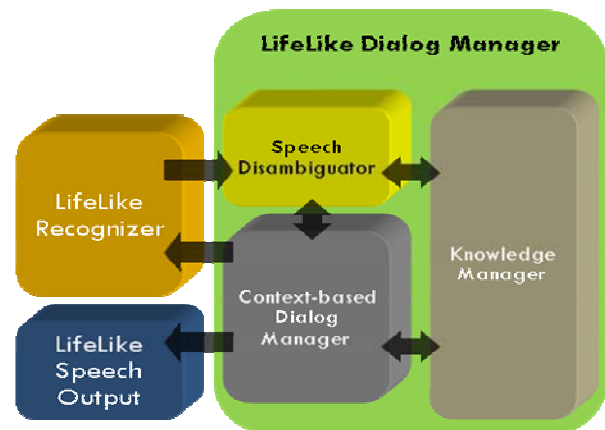 LifeLike Dialog Manager
Speech
Disambiguator
LifeLike
Recognizer
Knowledge
Manager
Context-based
Dialog
Manager
LifeLike
Speech
Output